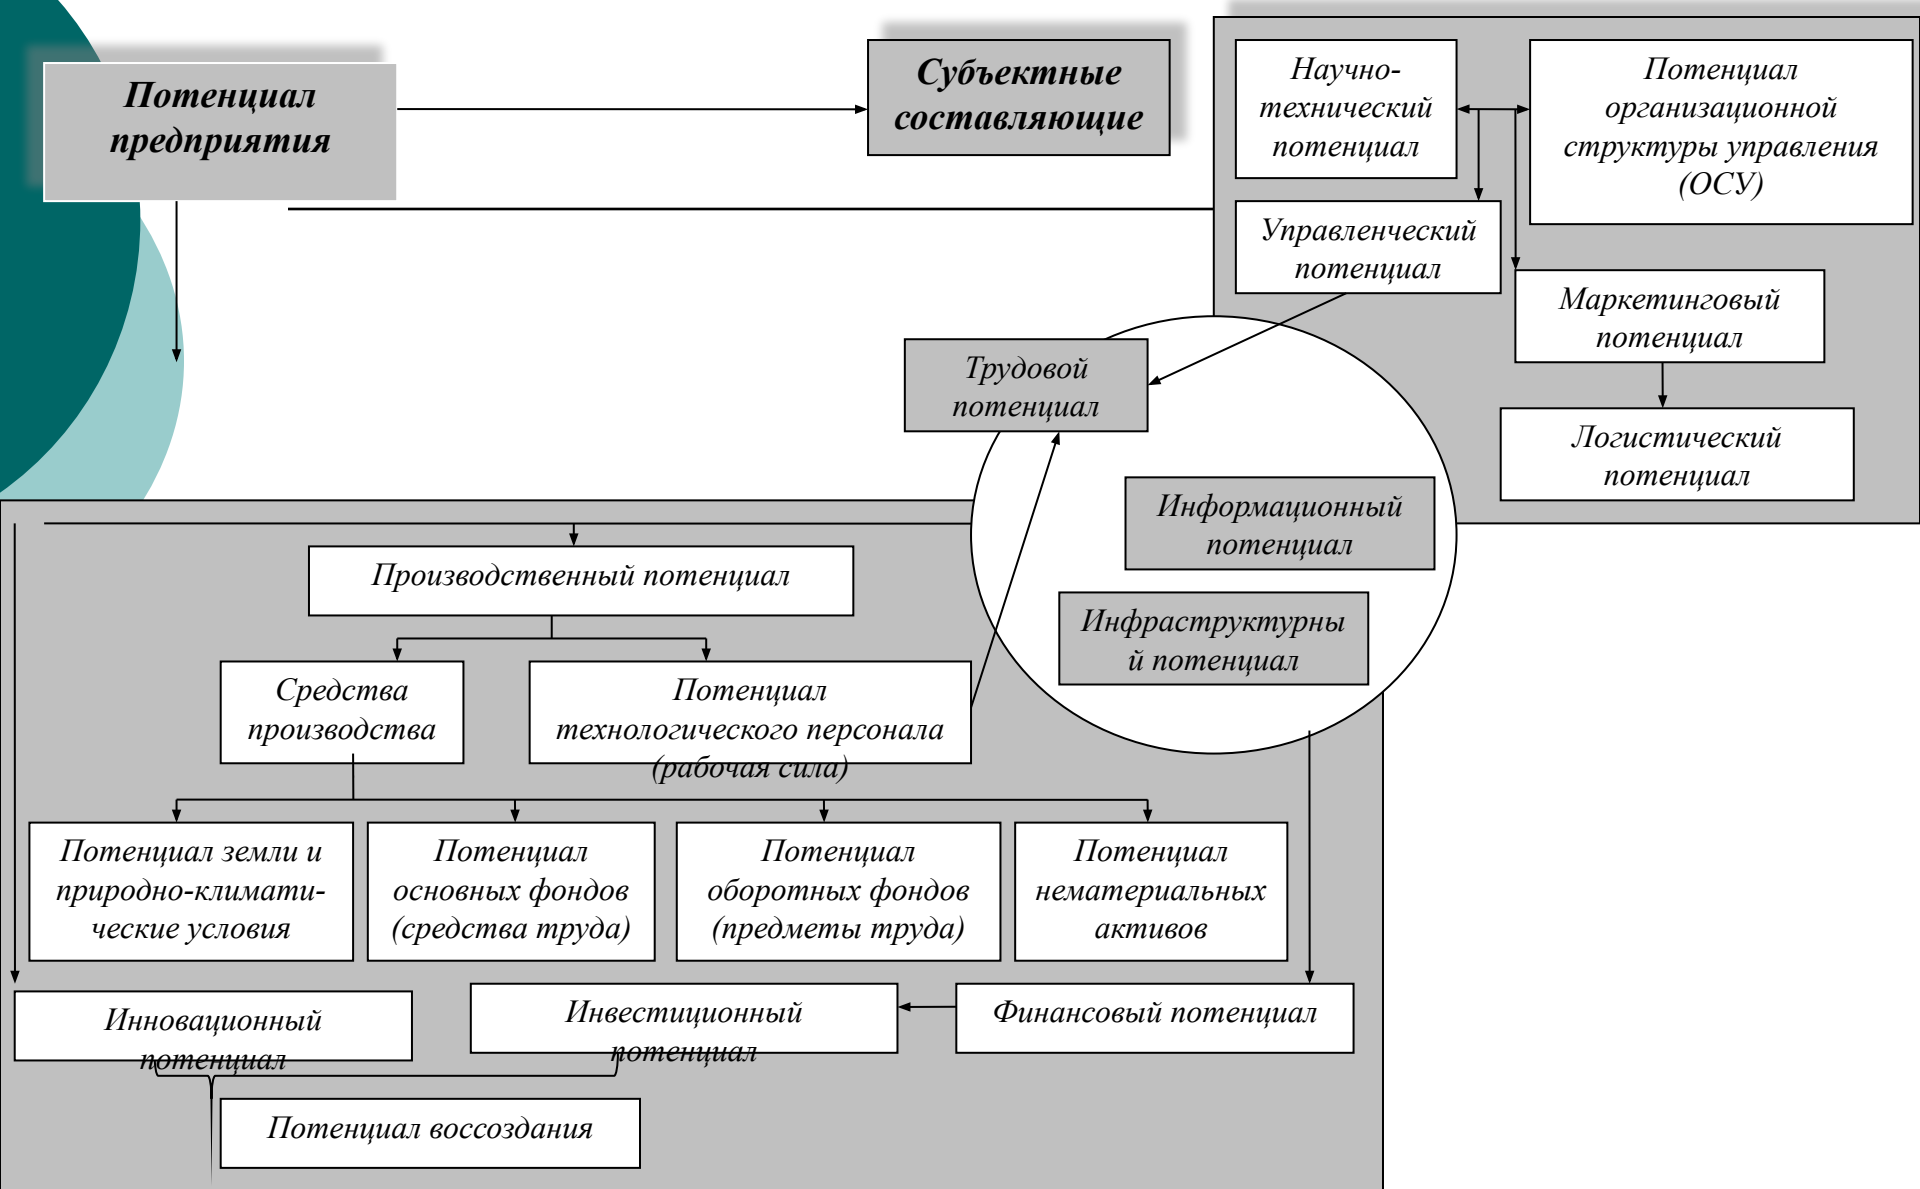 Потенциал
предприятия
Субъектные
составляющие
Научно-
технический
потенциал
Потенциал
организационной
структуры управления
(ОСУ)
Управленческий
потенциал
Маркетинговый
потенциал
Трудовой
потенциал
Логистический
потенциал
Информационный
потенциал
Инфраструктурны
й потенциал
Производственный потенциал
Средства
производства
Потенциал
технологического персонала
(рабочая сила)
Потенциал земли и
природно-климати-
ческие условия
Потенциал
основных фондов
(средства труда)
Потенциал
оборотных фондов
(предметы труда)
Потенциал
нематериальных
активов
Инновационный
потенциал
Инвестиционный
потенциал
Финансовый потенциал
Потенциал воссоздания